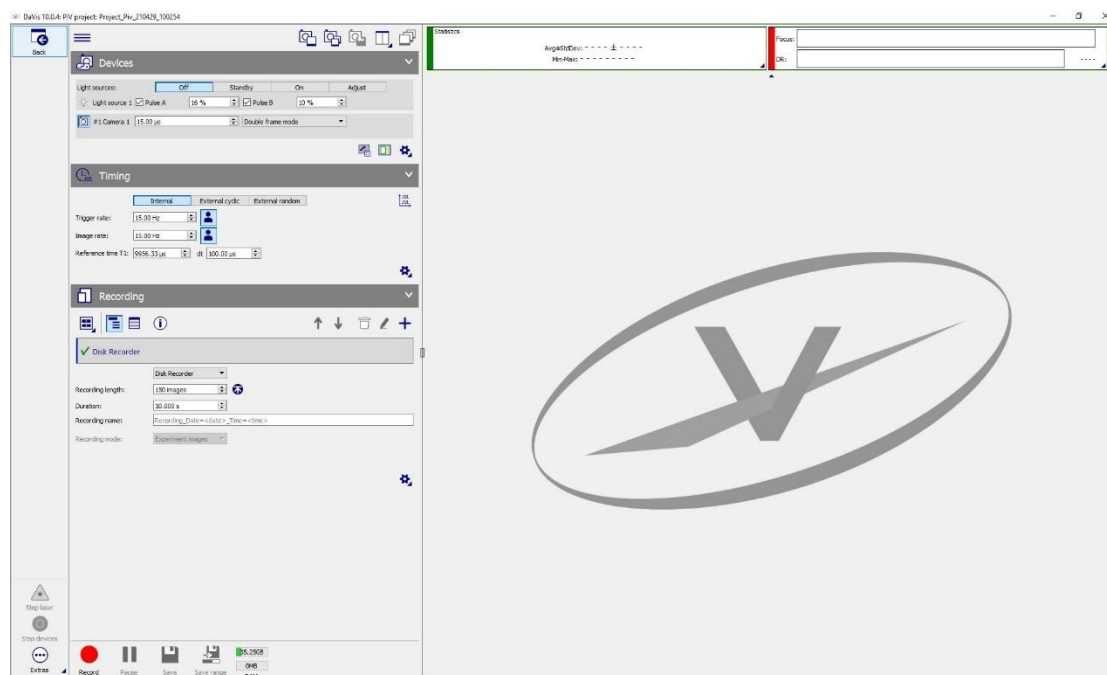 DaVis 10.0.4: PIV project: Project_Piv_210429_100254
Back
Devices
Light sources: Off Standby On Adjust
Light source 1 Pulse A 16 % Pulse B 10 %
#1 Camera 1 15.00 µs Double frame mode
Timing
Internal External cyclic External random
Trigger rate: 15.00 Hz
Image rate: 15.00 Hz
Reference time T1: 9956.33 µs dt 100.00 µs
Recording
Disk Recorder
Disk Recorder
Recording length: 150 images
Duration: 10.000 s
Recording name: Recording_Date=<date>_Time=<time>
Recording mode: Experiment images
Stop laser
Stop devices
Extras
Record Pause Save Save range
35.25GB
0MB
Statistics
Avg±StdDev: - - - - ± - - - -
Min-Max: - - - - - - - - -
Focus:
DR: ----
V